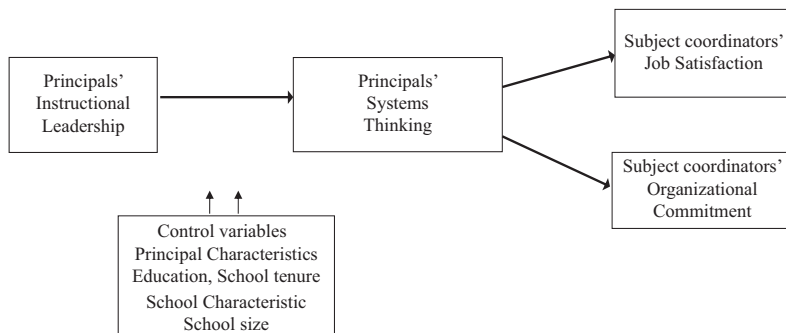 Principals’
Instructional
Leadership
Principals’
Systems
Thinking
Subject coordinators’
Job Satisfaction
Subject coordinators’
Organizational
Commitment
Control variables
Principal Characteristics
Education, School tenure
School Characteristic
School size